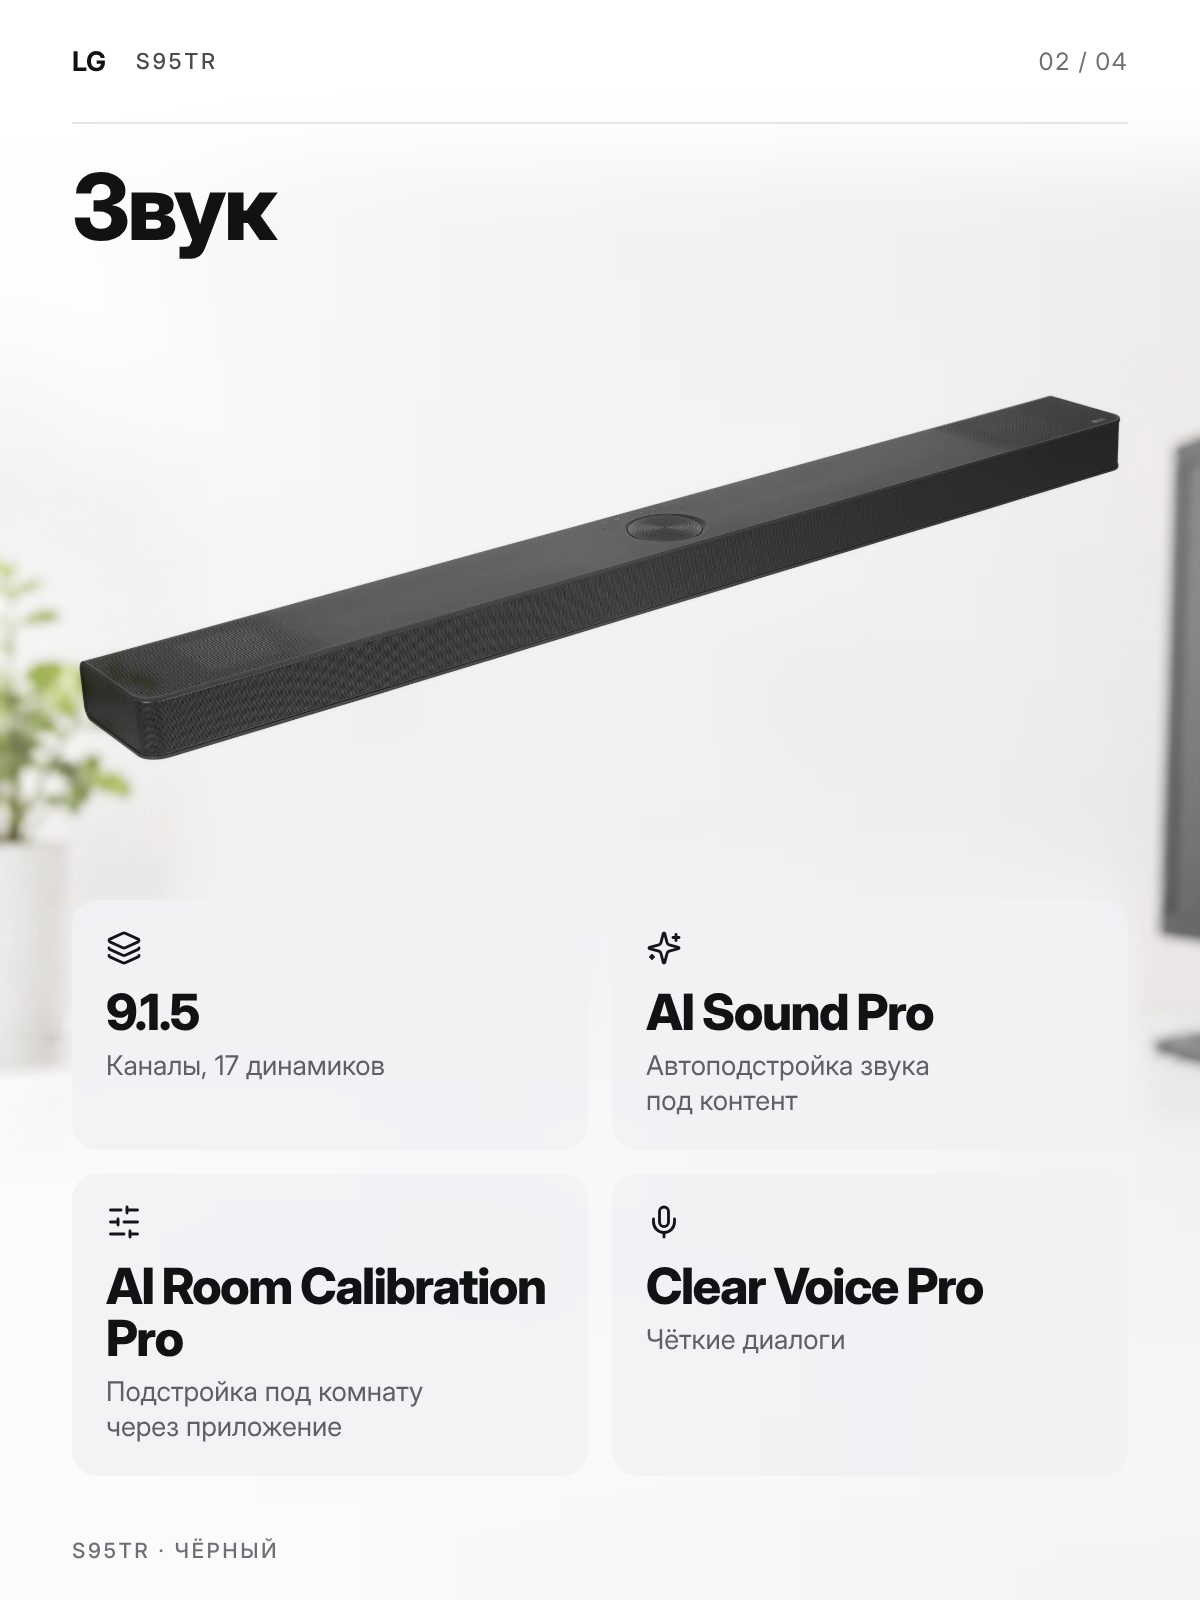 LG S95TR 02 / 04
Звук
9.1.5
Каналы, 17 динамиков
AI Sound Pro
Автоподстройка звука
под контент
AI Room Calibration
Pro
Подстройка под комнату
через приложение
Clear Voice Pro
Чёткие диалоги
S95TR · ЧЁРНЫЙ